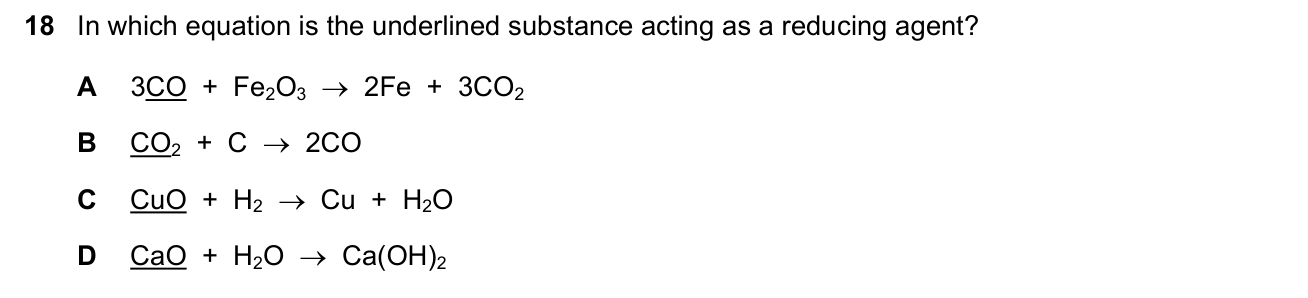 18 In which equation is the underlined substance acting as a reducing agent?
A 3CO + Fe₂O₃ → 2Fe + 3CO₂
B CO₂ + C → 2CO
C CuO + H₂ → Cu + H₂O
D CaO + H₂O → Ca(OH)₂